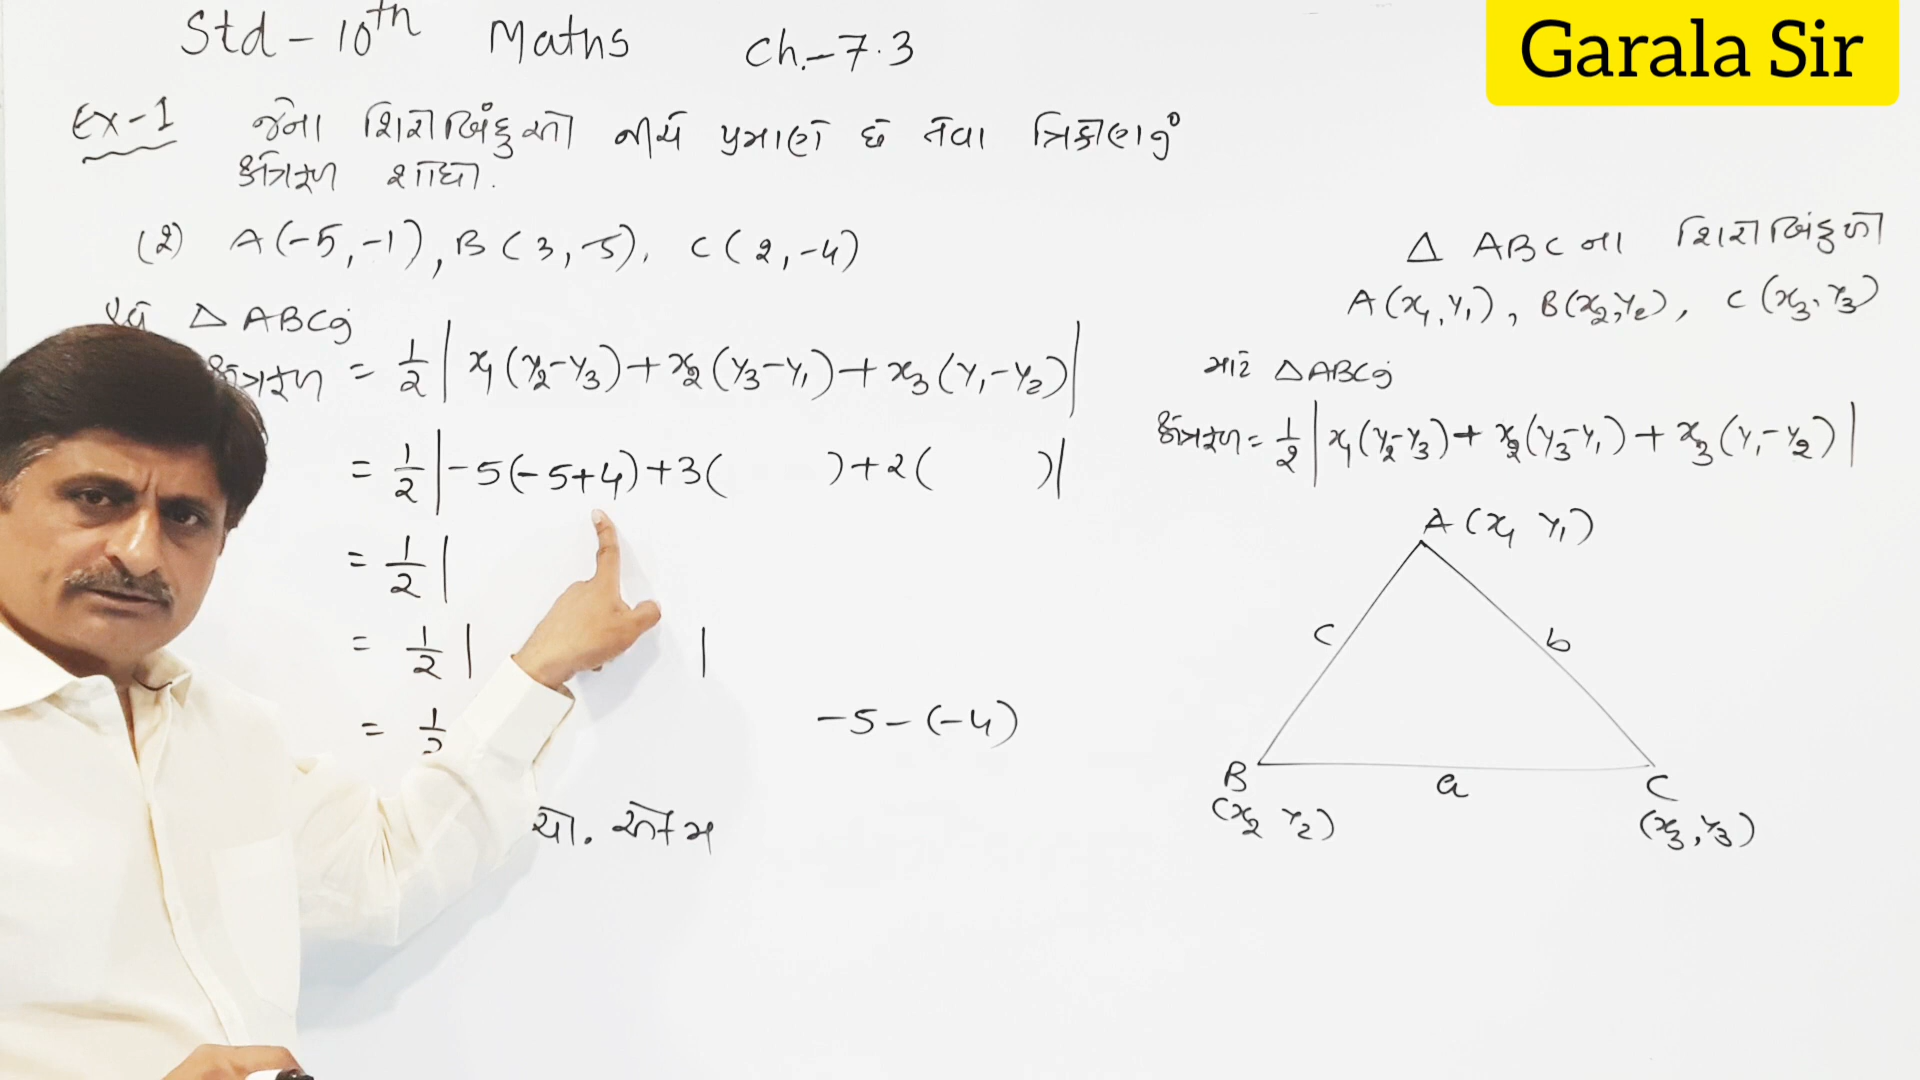 Std-10th Maths Ch.-7.3
Garala Sir
Ex-1 જેના શિરોબિંદુઓ નીચે પ્રમાણે છે તેવા ત્રિકોણનું
ક્ષેત્રફળ શોધો.
(2) A(-5,-1), B(3,-5), C(2,-4)
△ ABCનું
ક્ષેત્રફળ = 1/2 | x₁(y₂-y₃)+x₂(y₃-y₁)+x₃(y₁-y₂) |
= 1/2 | -5(-5+4)+3( )+2( ) |
= 1/2 |
= 1/2 | |
= 1/2
-5-(-4)
ચો. એકમ
△ ABC ના શિરોબિંદુઓ
A(x₁,y₁), B(x₂,y₂), C(x₃,y₃)
માટે △ABCનું
ક્ષેત્રફળ = 1/2 | x₁(y₂-y₃)+x₂(y₃-y₁)+x₃(y₁-y₂) |
A(x₁ y₁)
c b
B a C
(x₂ y₂) (x₃,y₃)